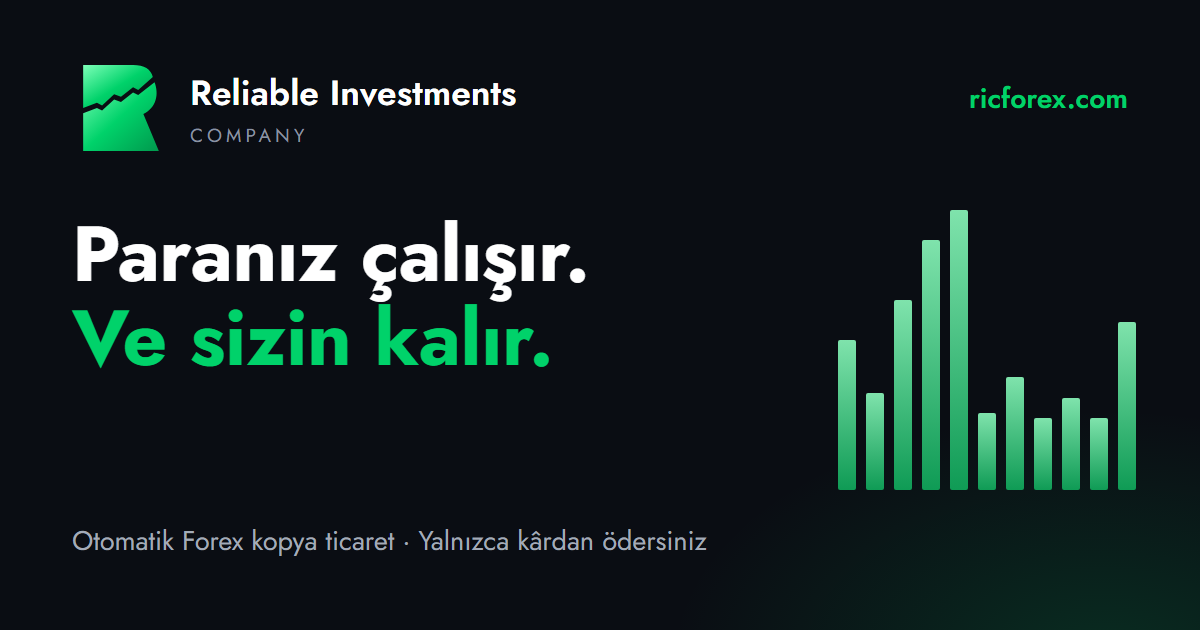 Reliable Investments
COMPANY
ricforex.com
Paranız çalışır.
Ve sizin kalır.
Otomatik Forex kopya ticaret · Yalnızca kârdan ödersiniz